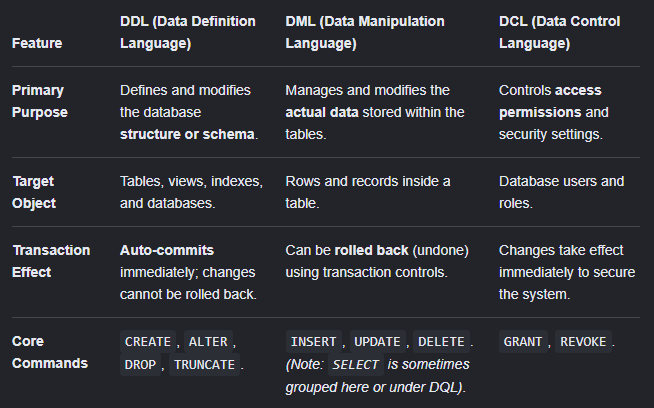 Feature
DDL (Data Definition
Language)
DML (Data Manipulation
Language)
DCL (Data Control
Language)
Primary
Purpose
Defines and modifies
the database
structure or schema.
Manages and modifies the
actual data stored within the
tables.
Controls access
permissions and
security settings.
Target
Object
Tables, views, indexes,
and databases.
Rows and records inside a
table.
Database users and
roles.
Transaction
Effect
Auto-commits
immediately; changes
cannot be rolled back.
Can be rolled back (undone)
using transaction controls.
Changes take effect
immediately to secure
the system.
Core
Commands
CREATE, ALTER,
DROP, TRUNCATE.
INSERT, UPDATE, DELETE.
(Note: SELECT is sometimes
grouped here or under DQL).
GRANT, REVOKE.